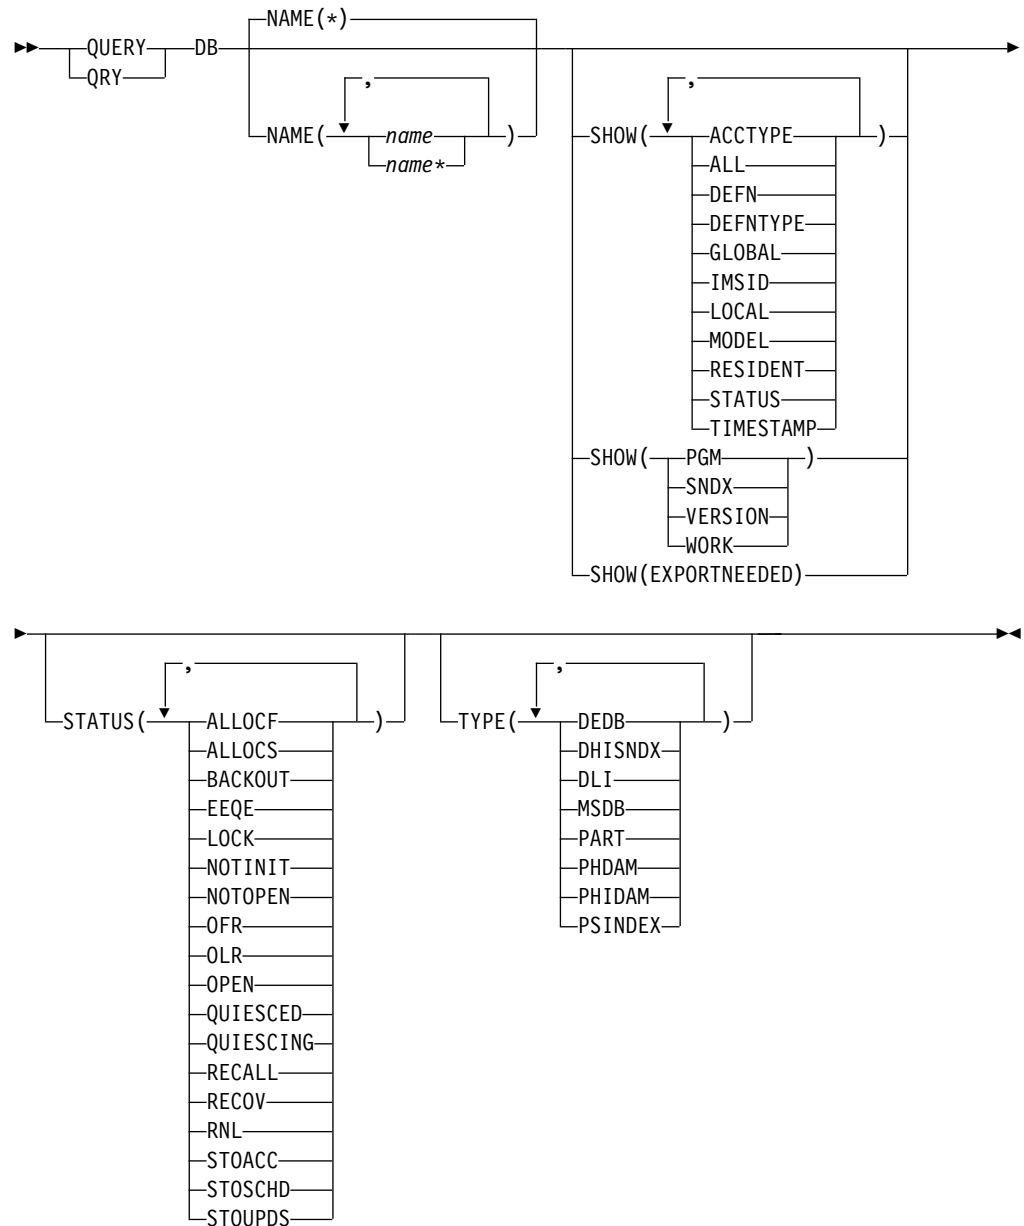 NAME(*)
QUERY DB
QRY
,
NAME( name )
name*
,
SHOW( ACCTYPE )
ALL
DEFN
DEFNTYPE
GLOBAL
IMSID
LOCAL
MODEL
RESIDENT
STATUS
TIMESTAMP
SHOW( PGM )
SNDX
VERSION
WORK
SHOW(EXPORTNEEDED)
,
STATUS( ALLOCF )
ALLOCS
BACKOUT
EEQE
LOCK
NOTINIT
NOTOPEN
OFR
OLR
OPEN
QUIESCED
QUIESCING
RECALL
RECOV
RNL
STOACC
STOSCHD
STOUPDS
,
TYPE( DEDB )
DHISNDX
DLI
MSDB
PART
PHDAM
PHIDAM
PSINDEX